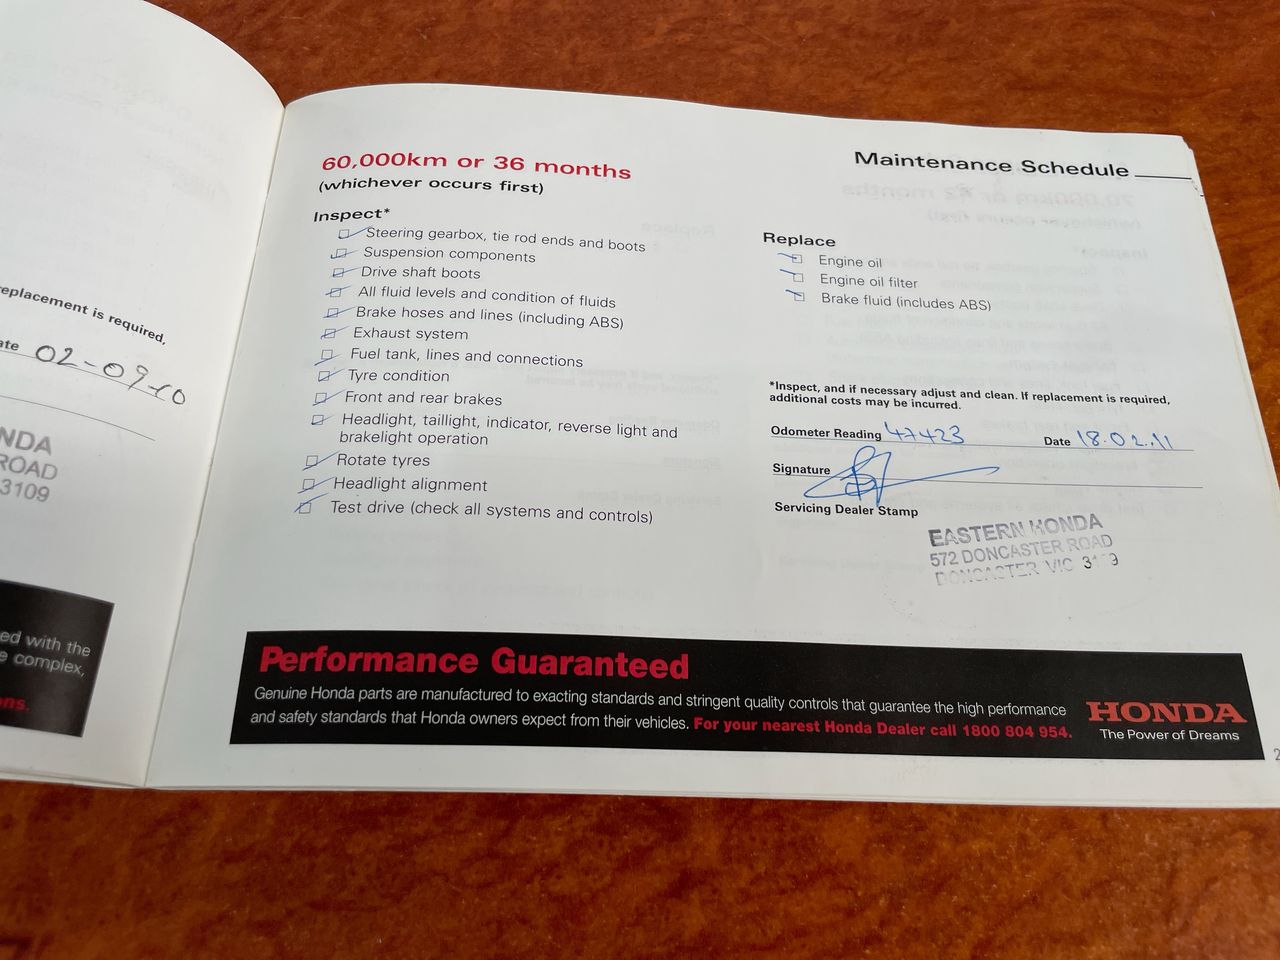 eplacement is required,
ate 02-09-10
NDA
ROAD
3109
ed with the
e complex,
ns.
Maintenance Schedule
60,000km or 36 months
(whichever occurs first)
Inspect*
Steering gearbox, tie rod ends and boots
Suspension components
Drive shaft boots
All fluid levels and condition of fluids
Brake hoses and lines (including ABS)
Exhaust system
Fuel tank, lines and connections
Tyre condition
Front and rear brakes
Headlight, taillight, indicator, reverse light and
brakelight operation
Rotate tyres
Headlight alignment
Test drive (check all systems and controls)
Replace
Engine oil
Engine oil filter
Brake fluid (includes ABS)
*Inspect, and if necessary adjust and clean. If replacement is required,
additional costs may be incurred.
Odometer Reading 47423 Date 18.02.11
Signature
Servicing Dealer Stamp
EASTERN HONDA
572 DONCASTER ROAD
DONCASTER VIC
Performance Guaranteed
Genuine Honda parts are manufactured to exacting standards and stringent quality controls that guarantee the high performance
and safety standards that Honda owners expect from their vehicles. For your nearest Honda Dealer call 1800 804 954.
HONDA
The Power of Dreams
2